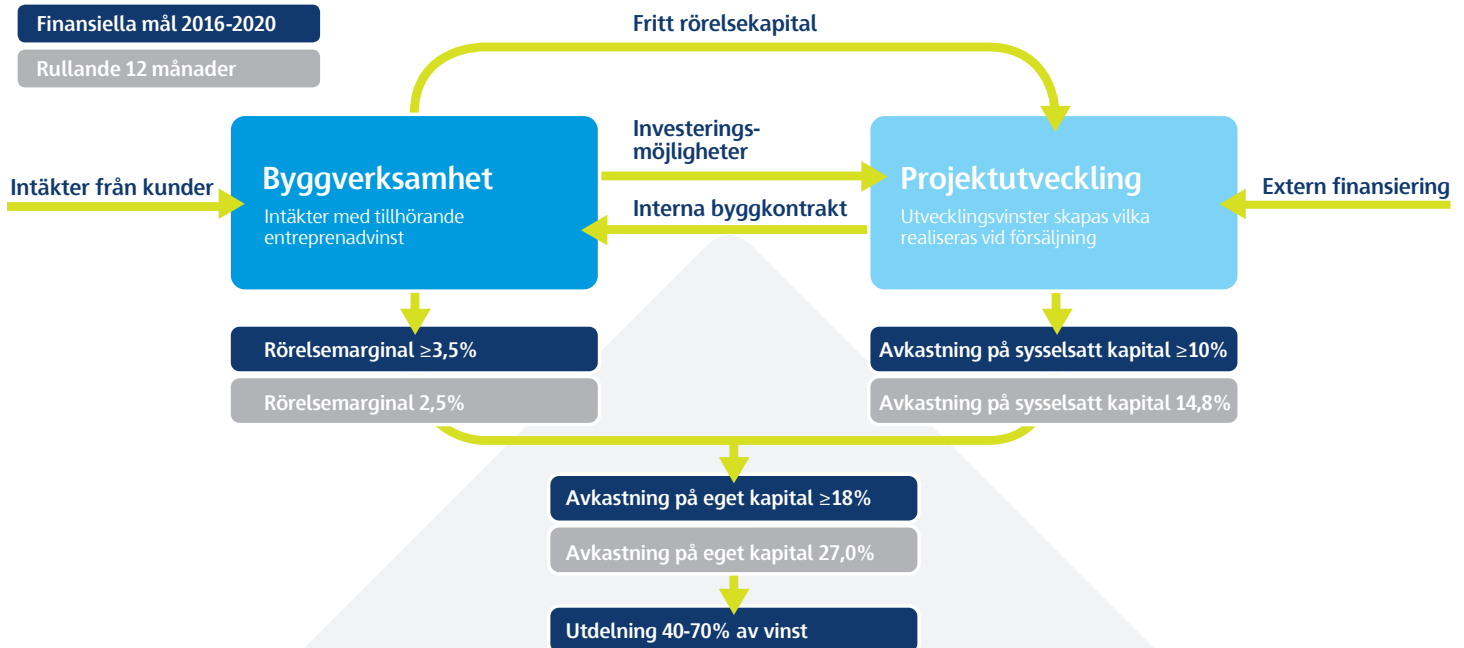 Finansiella mål 2016-2020
Rullande 12 månader
Fritt rörelsekapital
Intäkter från kunder
Byggverksamhet
Intäkter med tillhörande
entreprenadvinst
Investerings-
möjligheter
Interna byggkontrakt
Projektutveckling
Utvecklingsvinster skapas vilka
realiseras vid försäljning
Extern finansiering
Rörelsemarginal ≥3,5%
Rörelsemarginal 2,5%
Avkastning på sysselsatt kapital ≥10%
Avkastning på sysselsatt kapital 14,8%
Avkastning på eget kapital ≥18%
Avkastning på eget kapital 27,0%
Utdelning 40-70% av vinst